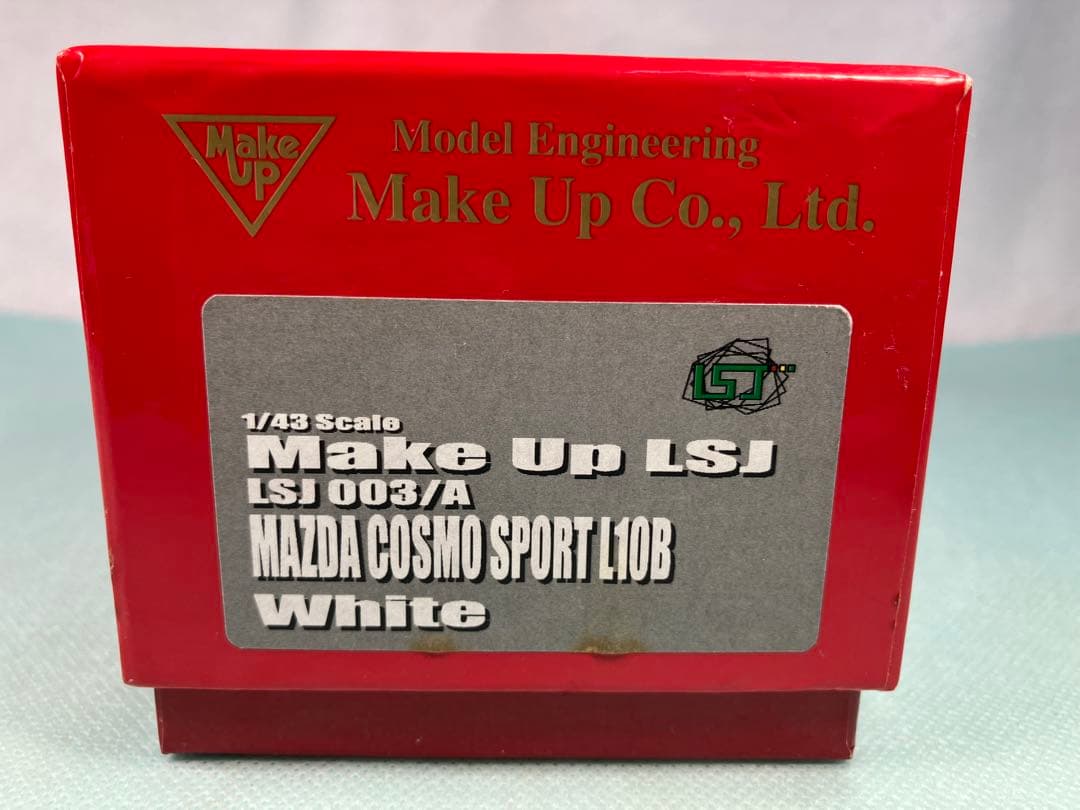 Make
Up
Model Engineering
Make Up Co., Ltd.
LSJ
1/43 Scale
Make Up LSJ
LSJ 003/A
MAZDA COSMO SPORT L10B
White